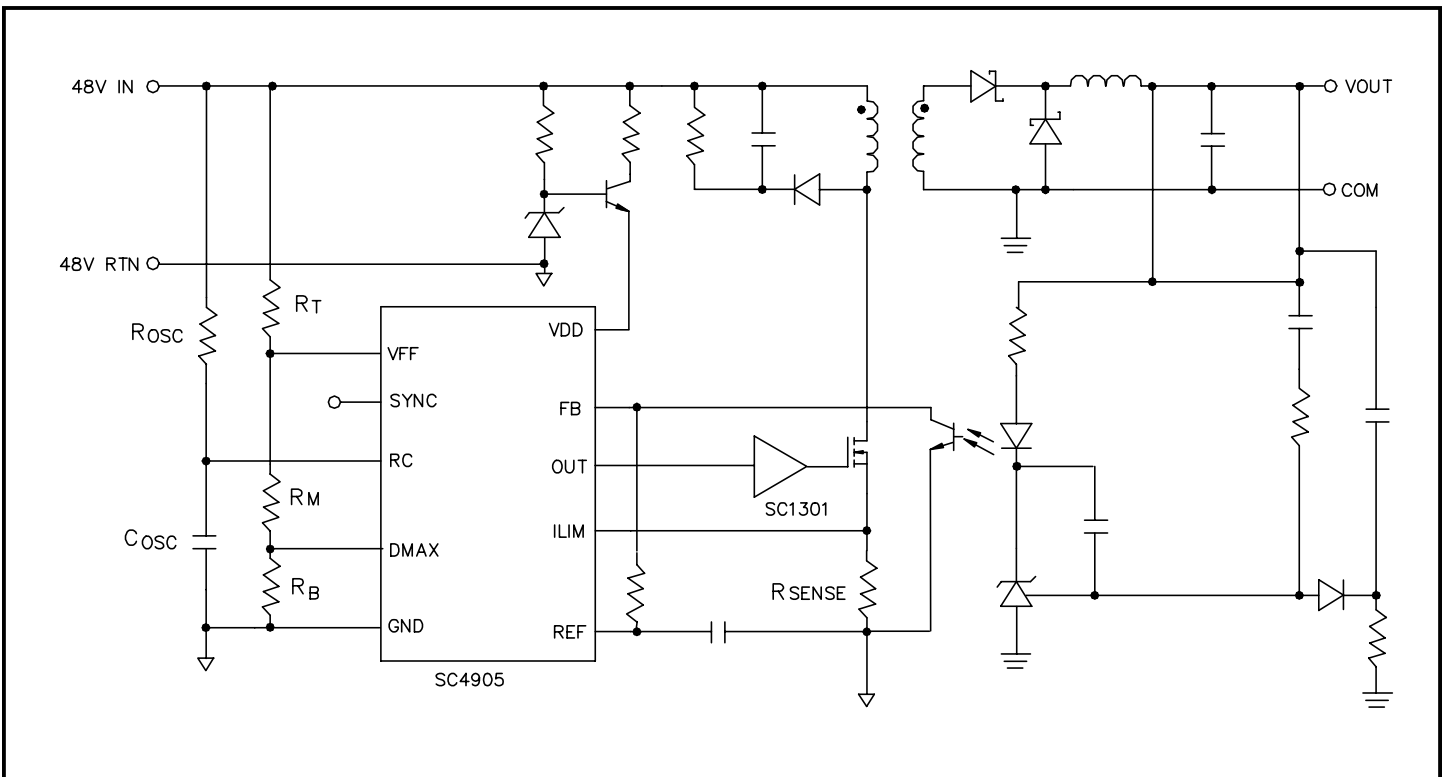 48V IN
VOUT
COM
48V RTN
RT
ROSC
VDD
VFF
SYNC
FB
RC
OUT
SC1301
RM
COSC
ILIM
DMAX
RB
RSENSE
GND
REF
SC4905